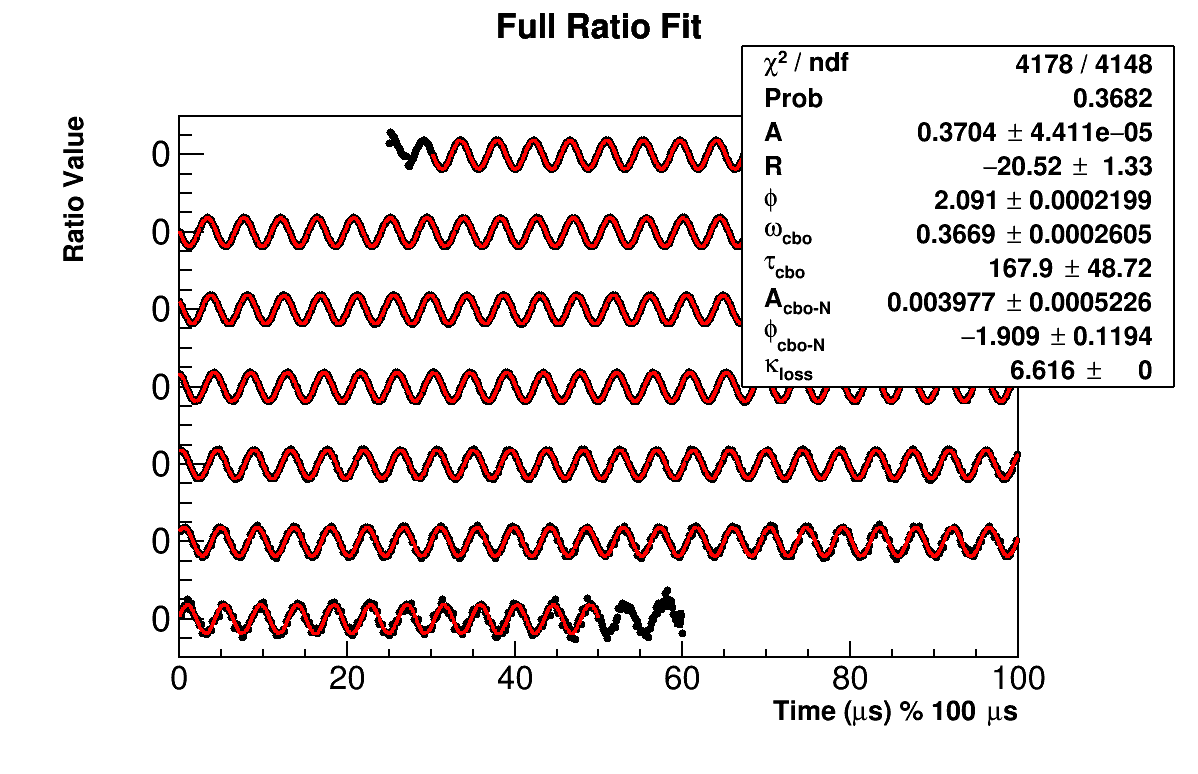 Full Ratio Fit
χ² / ndf 4178 / 4148
Prob 0.3682
A 0.3704 ± 4.411e−05
R −20.52 ± 1.33
ϕ 2.091 ± 0.0002199
ω_cbo 0.3669 ± 0.0002605
τ_cbo 167.9 ± 48.72
A_cbo-N 0.003977 ± 0.0005226
ϕ_cbo-N −1.909 ± 0.1194
κ_loss 6.616 ± 0
Ratio Value
0
0
0
0
0
0
0
0 20 40 60 80 100
Time (μs) % 100 μs